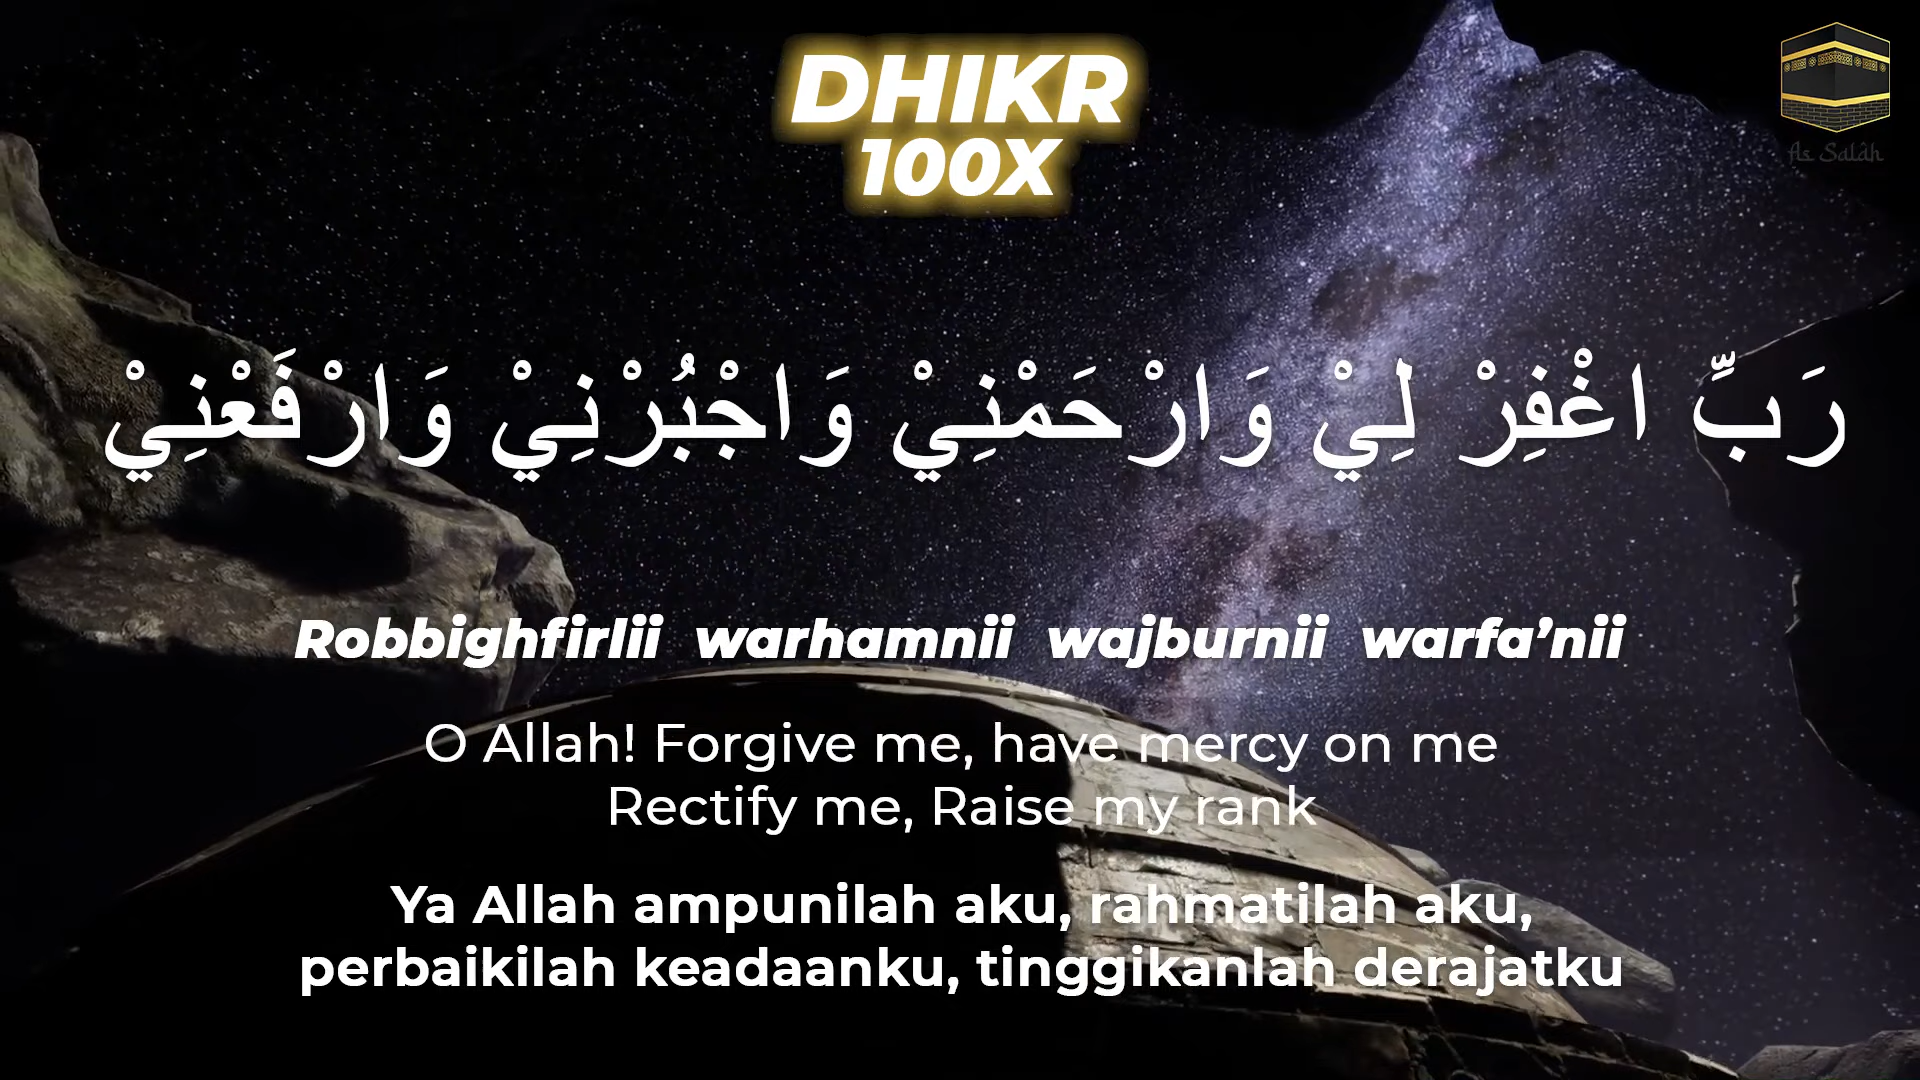 DHIKR
100X
As Salāh
رَبِّ اغْفِرْ لِيْ وَارْحَمْنِيْ وَاجْبُرْنِيْ وَارْفَعْنِيْ
Robbighfirlii warhamnii wajburnii warfa’nii
O Allah! Forgive me, have mercy on me
Rectify me, Raise my rank
Ya Allah ampunilah aku, rahmatilah aku,
perbaikilah keadaanku, tinggikanlah derajatku